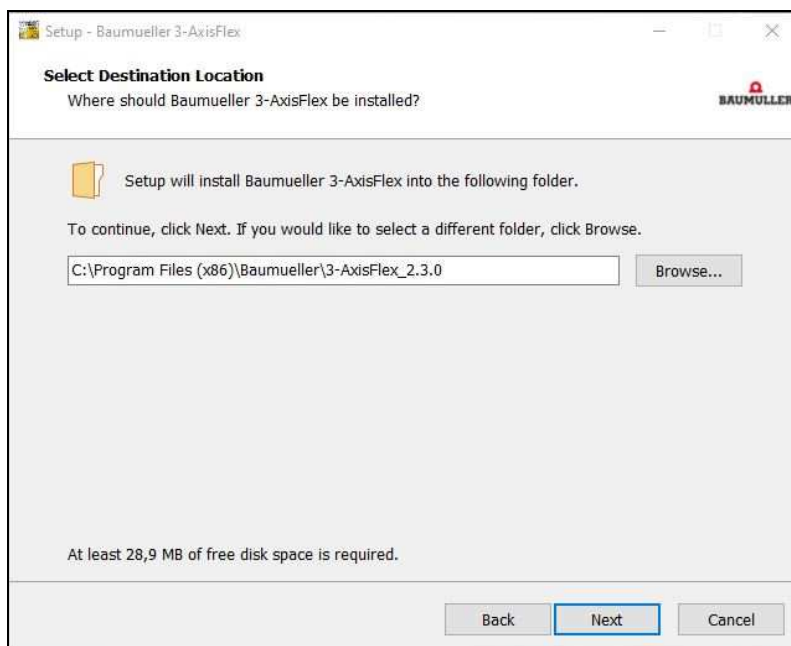 Setup - Baumueller 3-AxisFlex
Select Destination Location
Where should Baumueller 3-AxisFlex be installed?
BAUMULLER
Setup will install Baumueller 3-AxisFlex into the following folder.
To continue, click Next. If you would like to select a different folder, click Browse.
C:\Program Files (x86)\Baumueller\3-AxisFlex_2.3.0
Browse...
At least 28,9 MB of free disk space is required.
Back
Next
Cancel